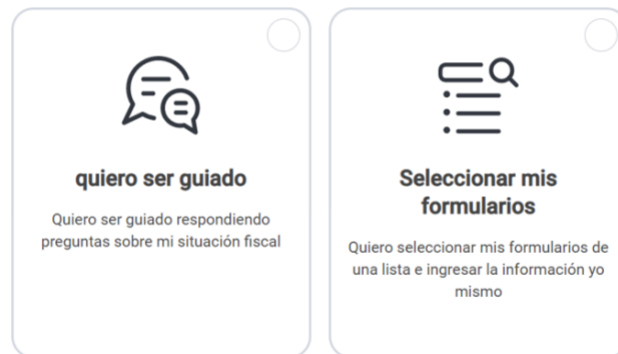 quiero ser guiado
Quiero ser guiado respondiendo
preguntas sobre mi situación fiscal
Seleccionar mis
formularios
Quiero seleccionar mis formularios de
una lista e ingresar la información yo
mismo